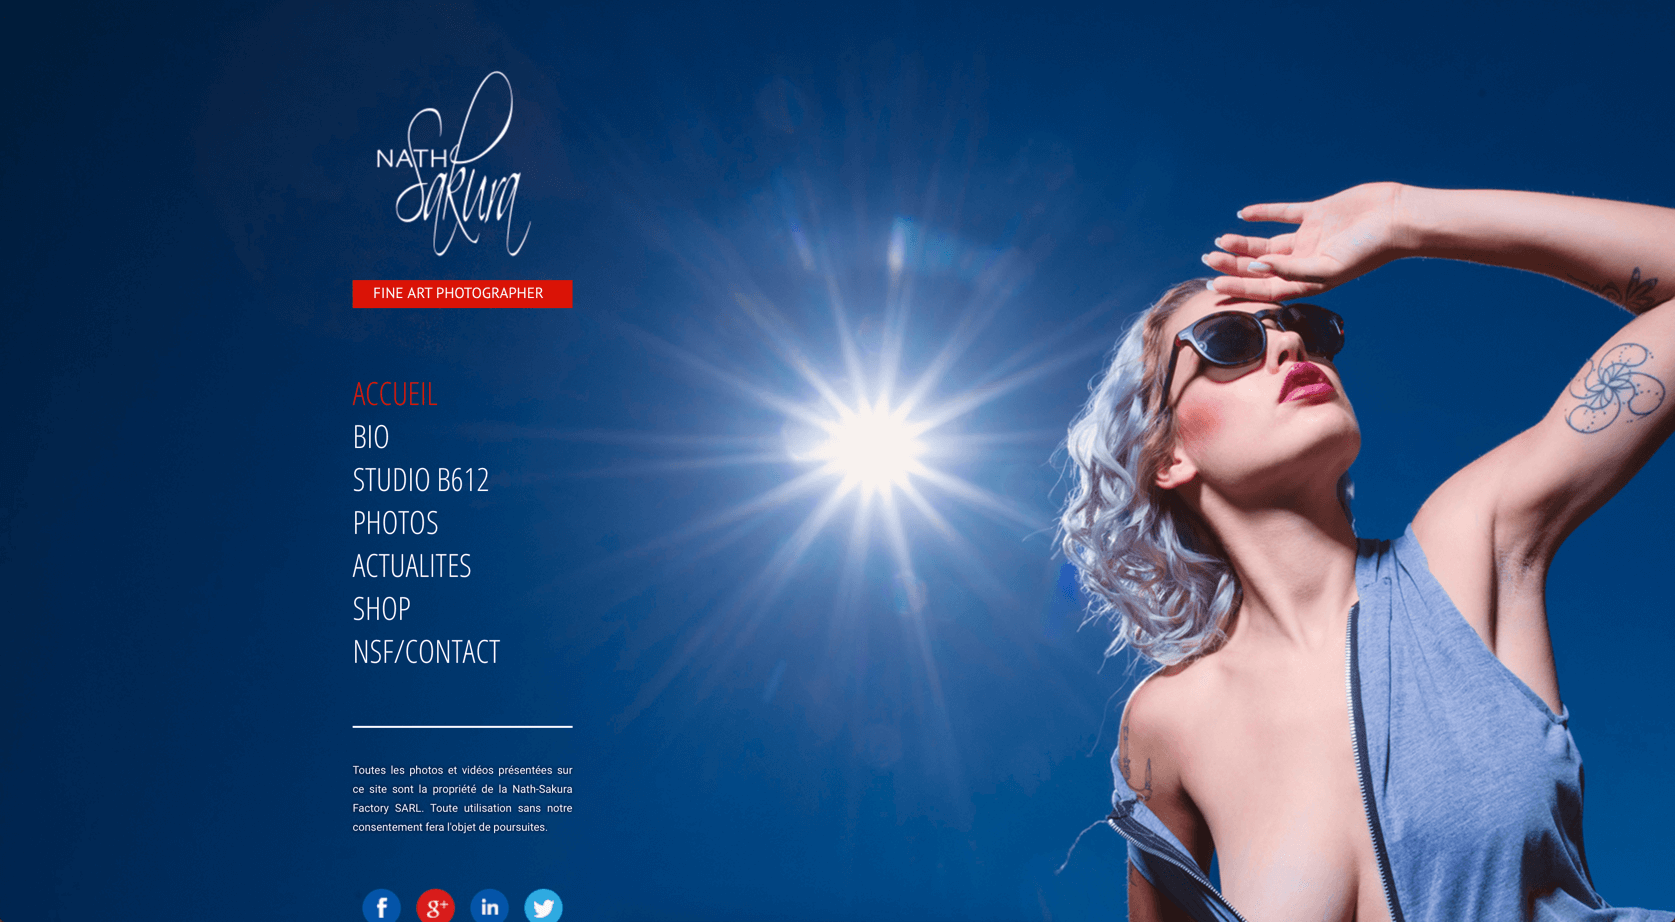 NATH
Sakura
FINE ART PHOTOGRAPHER
ACCUEIL
BIO
STUDIO B612
PHOTOS
ACTUALITES
SHOP
NSF/CONTACT
Toutes les photos et vidéos présentées sur
ce site sont la propriété de la Nath-Sakura
Factory SARL. Toute utilisation sans notre
consentement fera l'objet de poursuites.
f g+ in